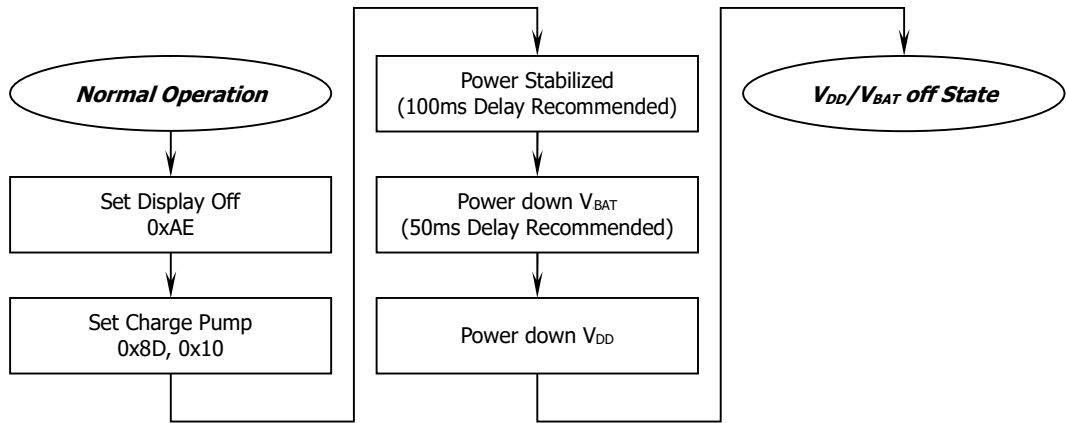 Normal Operation
Set Display Off
0xAE
Set Charge Pump
0x8D, 0x10
Power Stabilized
(100ms Delay Recommended)
Power down VBAT
(50ms Delay Recommended)
Power down VDD
VDD/VBAT off State